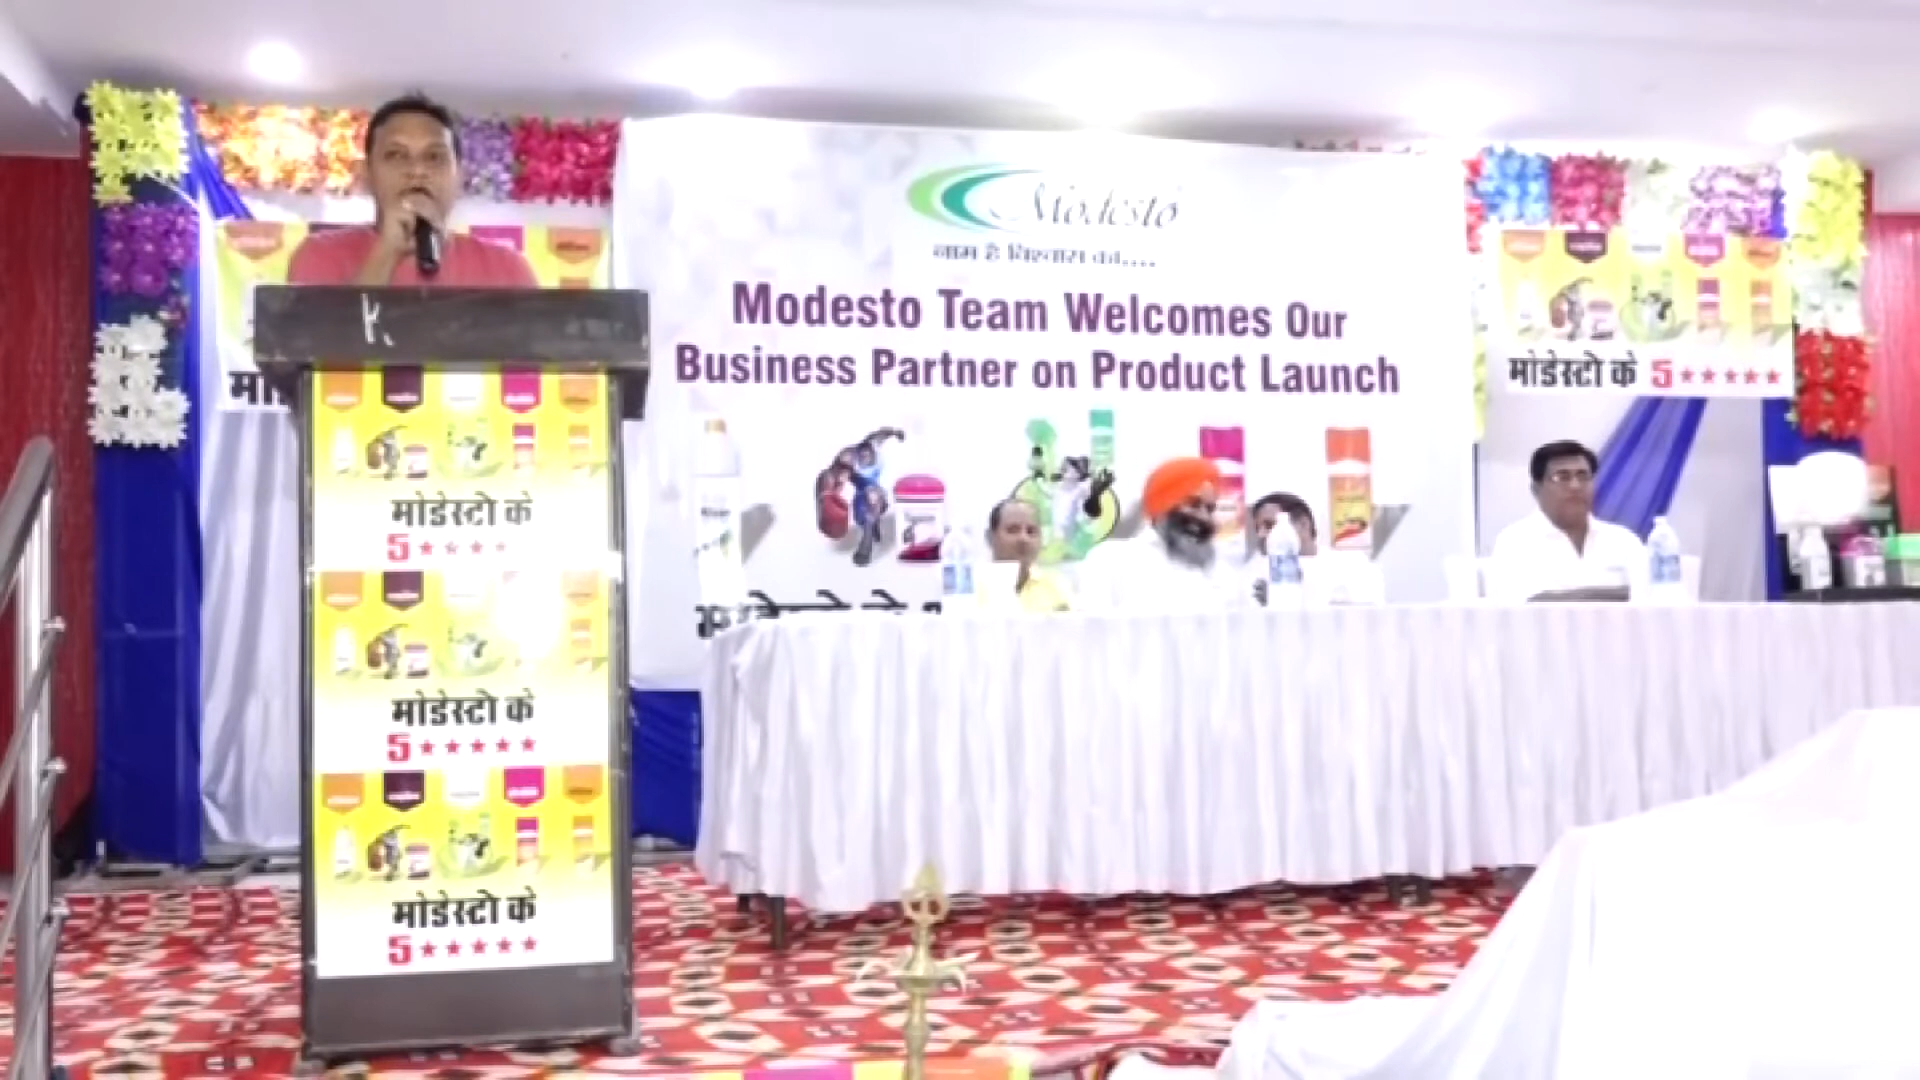 Modesto
नाम है विश्वास का....
Modesto Team Welcomes Our
Business Partner on Product Launch
मोडेस्टो के 5★★★★★
K
मोडेस्टो के
5★★★★★
मोडेस्टो के
5★★★★★
मोडेस्टो के
5★★★★★